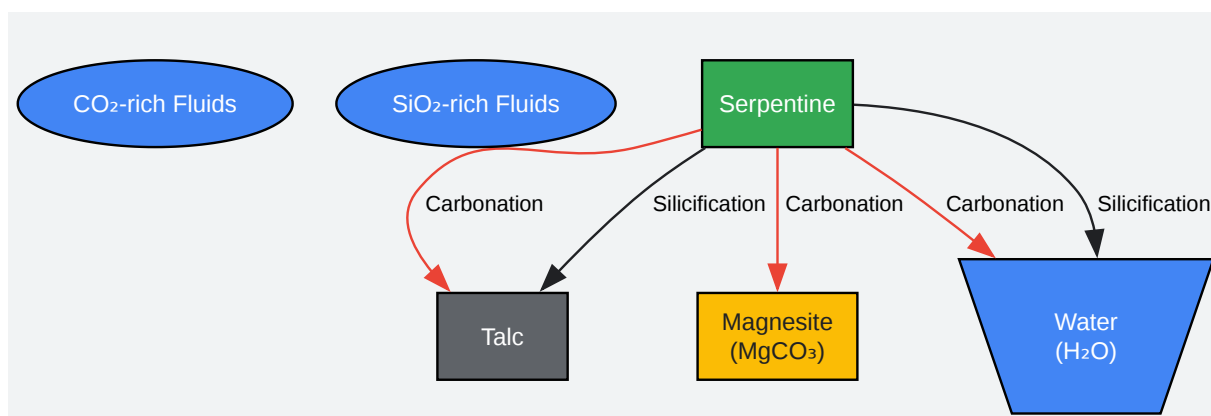 CO₂-rich Fluids
SiO₂-rich Fluids
Serpentine
Carbonation
Silicification
Carbonation
Carbonation
Silicification
Talc
Magnesite
(MgCO₃)
Water
(H₂O)